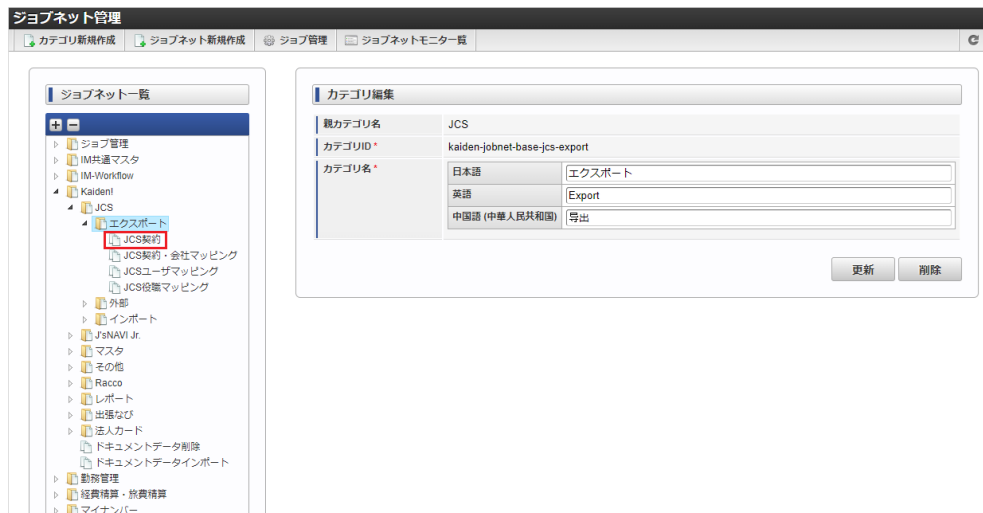 ジョブネット管理
カテゴリ新規作成 ジョブネット新規作成 ジョブ管理 ジョブネットモニター覧
ジョブネット一覧
ジョブ管理
IM共通マスタ
IM-Workflow
Kaiden!
JCS
エクスポート
JCS契約
JCS契約・会社マッピング
JCSユーザマッピング
JCS役職マッピング
外部
インポート
J'sNAVI Jr.
マスタ
その他
Racco
レポート
出張なび
法人カード
ドキュメントデータ削除
ドキュメントデータインポート
勤務管理
経費精算・旅費精算
マイナンバー
カテゴリ編集
親カテゴリ名 JCS
カテゴリID * kaiden-jobnet-base-jcs-export
カテゴリ名 * 日本語 エクスポート
英語 Export
中国語 (中華人民共和国) 导出
更新 削除